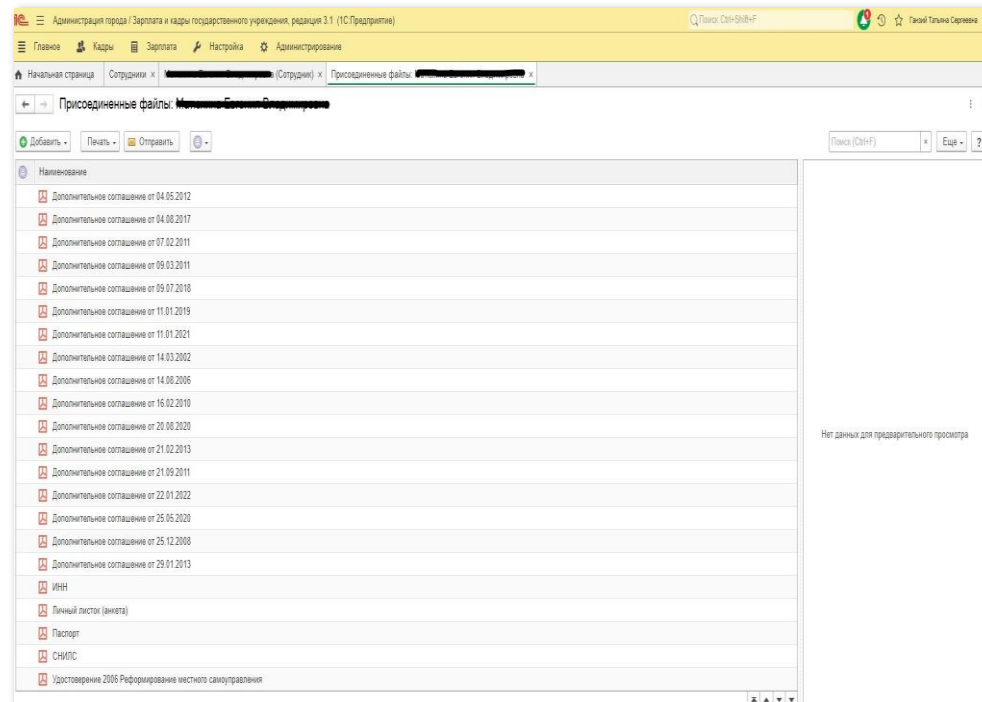 Администрация города / Зарплата и кадры государственного учреждения, редакция 3.1 (1С:Предприятие)
Поиск Ctrl+Shift+F
Татьяна Сергеевна
Главное Кадры Зарплата Настройка Администрирование
Начальная страница Сотрудники × (Сотрудник) × Присоединенные файлы: ×
Присоединенные файлы:
Добавить Печать Отправить Поиск (Ctrl+F) × Еще ?
Наименование
Дополнительное соглашение от 04.05.2012
Дополнительное соглашение от 04.08.2017
Дополнительное соглашение от 07.02.2011
Дополнительное соглашение от 09.03.2011
Дополнительное соглашение от 09.07.2018
Дополнительное соглашение от 11.01.2019
Дополнительное соглашение от 11.01.2021
Дополнительное соглашение от 14.03.2002
Дополнительное соглашение от 14.08.2006
Дополнительное соглашение от 16.02.2010
Дополнительное соглашение от 20.08.2020
Дополнительное соглашение от 21.02.2013
Дополнительное соглашение от 21.09.2011
Дополнительное соглашение от 22.01.2022
Дополнительное соглашение от 25.05.2020
Дополнительное соглашение от 25.12.2008
Дополнительное соглашение от 29.01.2013
ИНН
Личный листок (анкета)
Паспорт
СНИЛС
Удостоверение 2006 Реформирование местного самоуправления
Нет данных для предварительного просмотра